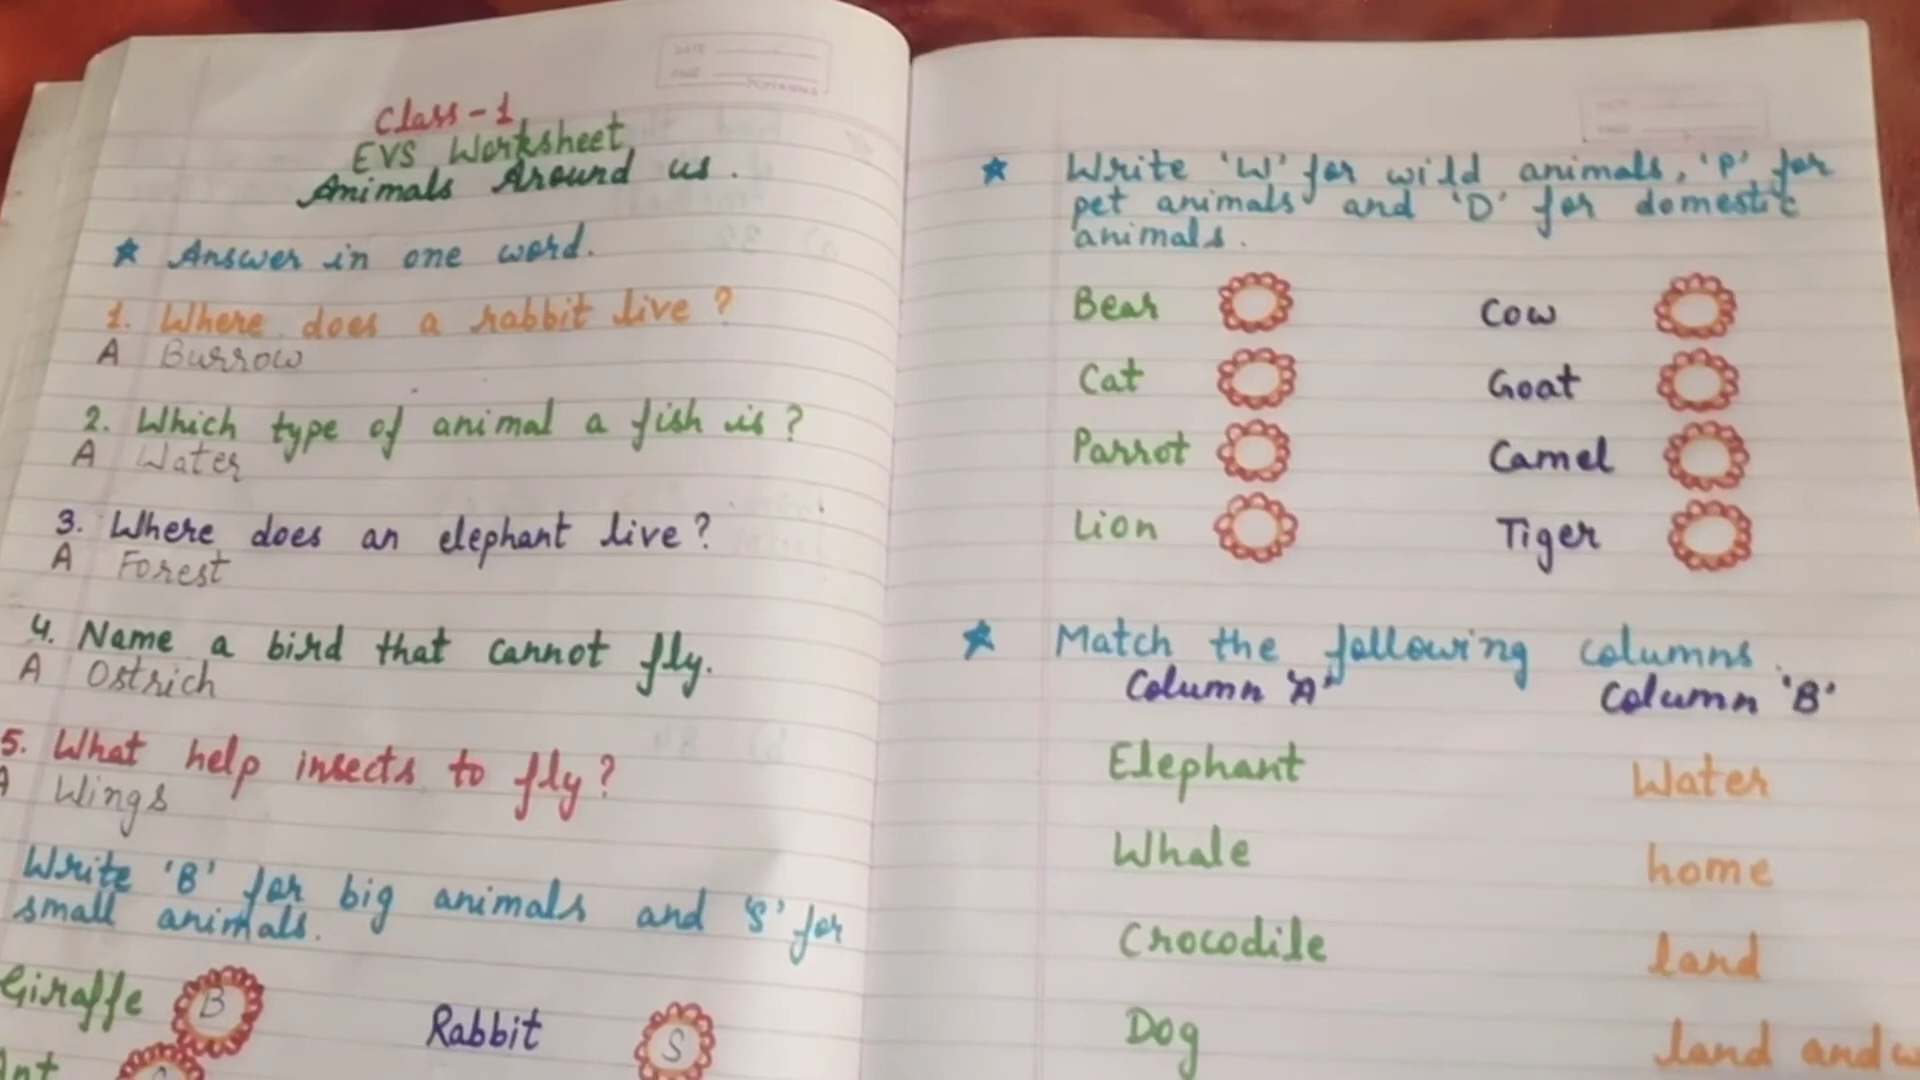 Class-1
EVS Worksheet
Animals Around us.
Answer in one word.
1. Where does a rabbit live?
A Burrow
2. Which type of animal a fish is?
A Water
3. Where does an elephant live?
A Forest
4. Name a bird that cannot fly.
A Ostrich
5. What help insects to fly?
A Wings
Write 'B' for big animals and 'S' for
small animals.
Giraffe B Rabbit S
Ant
DATE
PAGE
Write 'W' for wild animals, 'P' for
pet animals and 'D' for domestic
animals.
Bear Cow
Cat Goat
Parrot Camel
Lion Tiger
Match the following columns.
Column 'A' Column 'B'
Elephant Water
Whale home
Crocodile land
Dog land and